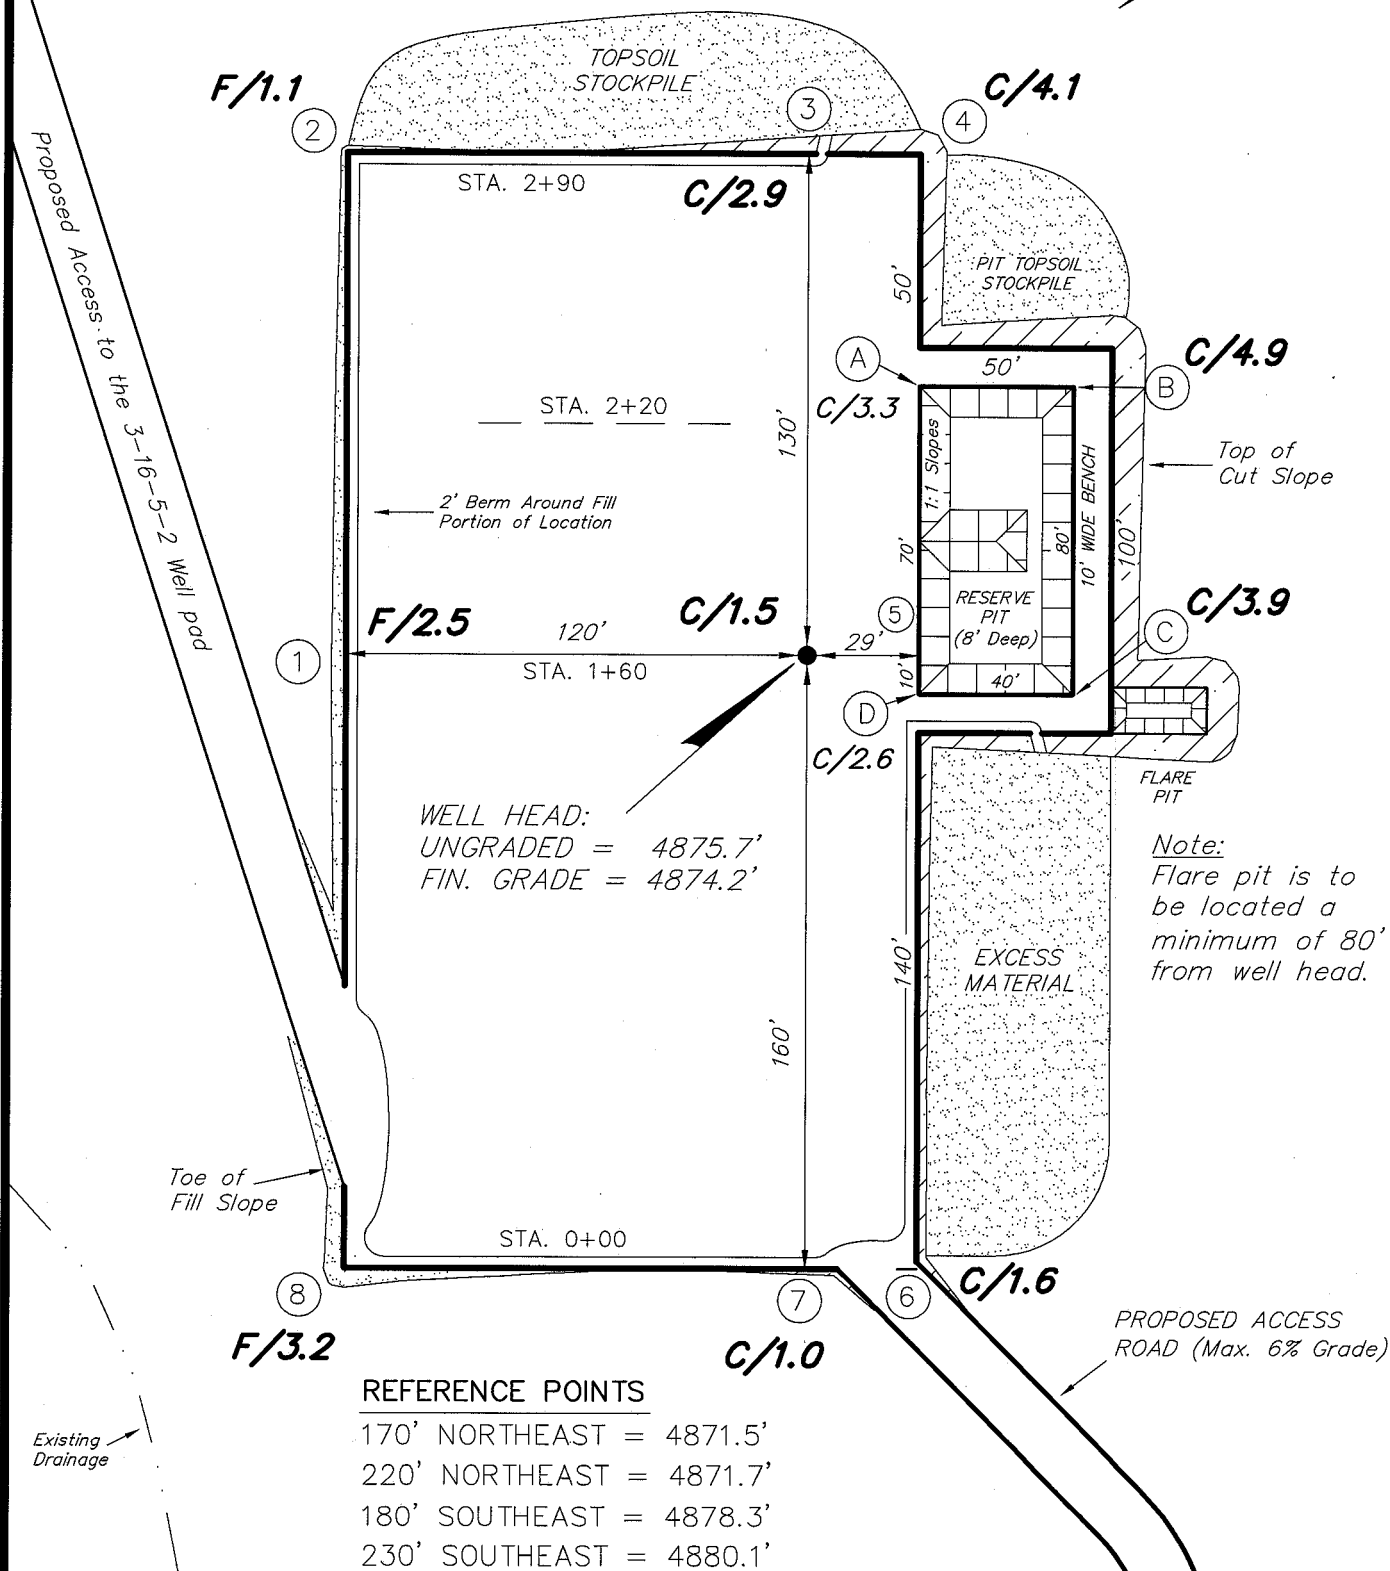 TOPSOIL
STOCKPILE
F/1.1
2
3
C/4.1
4
STA. 2+90
C/2.9
Proposed Access to the 3-16-5-2 Well pad
50'
PIT TOPSOIL
STOCKPILE
A
50'
C/4.9
B
C/3.3
STA. 2+20
130'
1:1 Slopes
10' WIDE BENCH
Top of
Cut Slope
2' Berm Around Fill
Portion of Location
70'
80'
100'
F/2.5
C/1.5
5
RESERVE
PIT
(8' Deep)
C/3.9
C
1
120'
29'
STA. 1+60
10'
40'
D
C/2.6
FLARE
PIT
WELL HEAD:
UNGRADED = 4875.7'
FIN. GRADE = 4874.2'
Note:
Flare pit is to
be located a
minimum of 80'
from well head.
140'
EXCESS
MATERIAL
160'
Toe of
Fill Slope
STA. 0+00
8
7
6
C/1.6
F/3.2
C/1.0
PROPOSED ACCESS
ROAD (Max. 6% Grade)
REFERENCE POINTS
170' NORTHEAST = 4871.5'
220' NORTHEAST = 4871.7'
180' SOUTHEAST = 4878.3'
230' SOUTHEAST = 4880.1'
Existing
Drainage